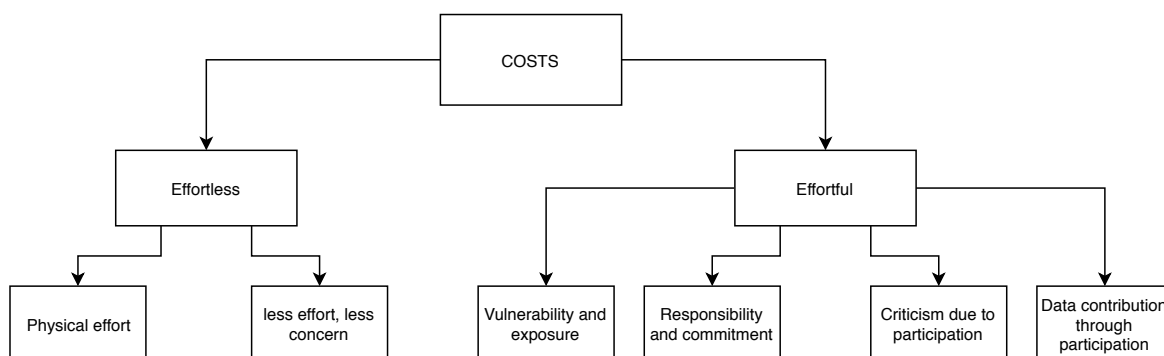 COSTS
Effortless
Effortful
Physical effort
less effort, less
concern
Vulnerability and
exposure
Responsibility
and commitment
Criticism due to
participation
Data contribution
through
participation